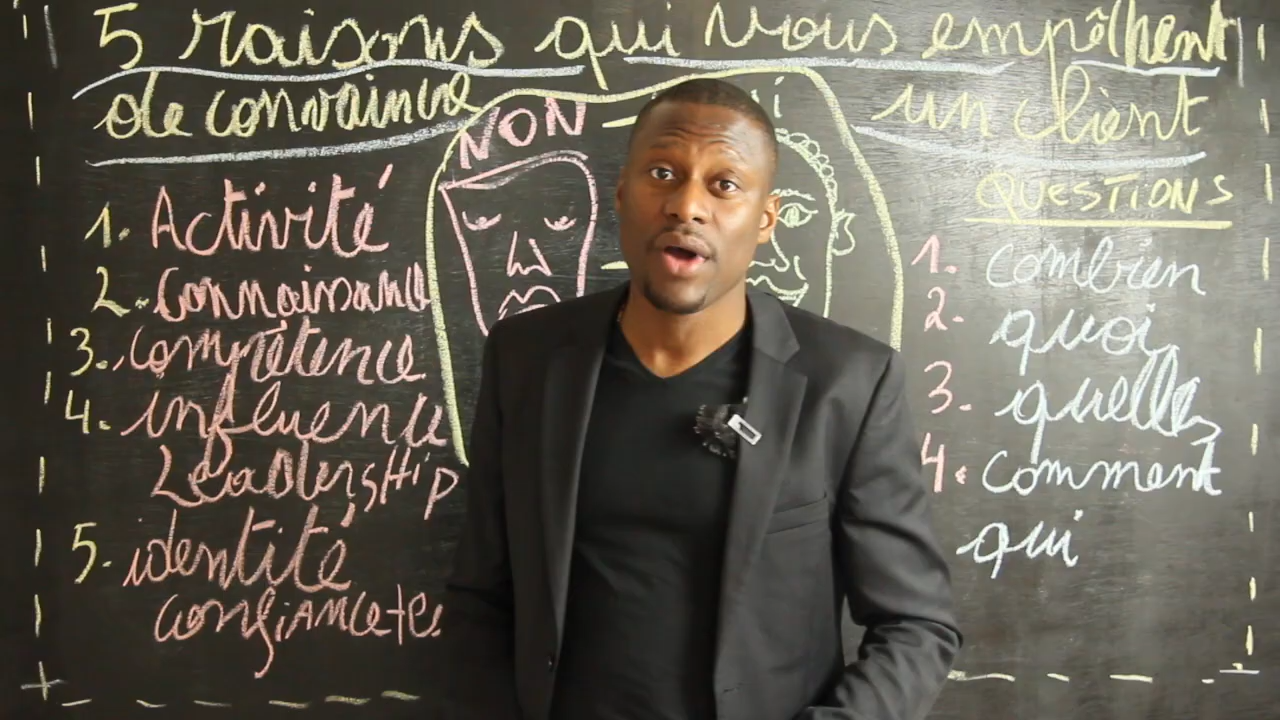 5 raisons qui vous empêchent
de convaincre un client
NON
1. Activité
2. Connaissance
3. Compétence
4. influence
Leadership
5. identité
confiance
QUESTIONS
1. combien
2. quoi
3. quelles
4. comment
qui